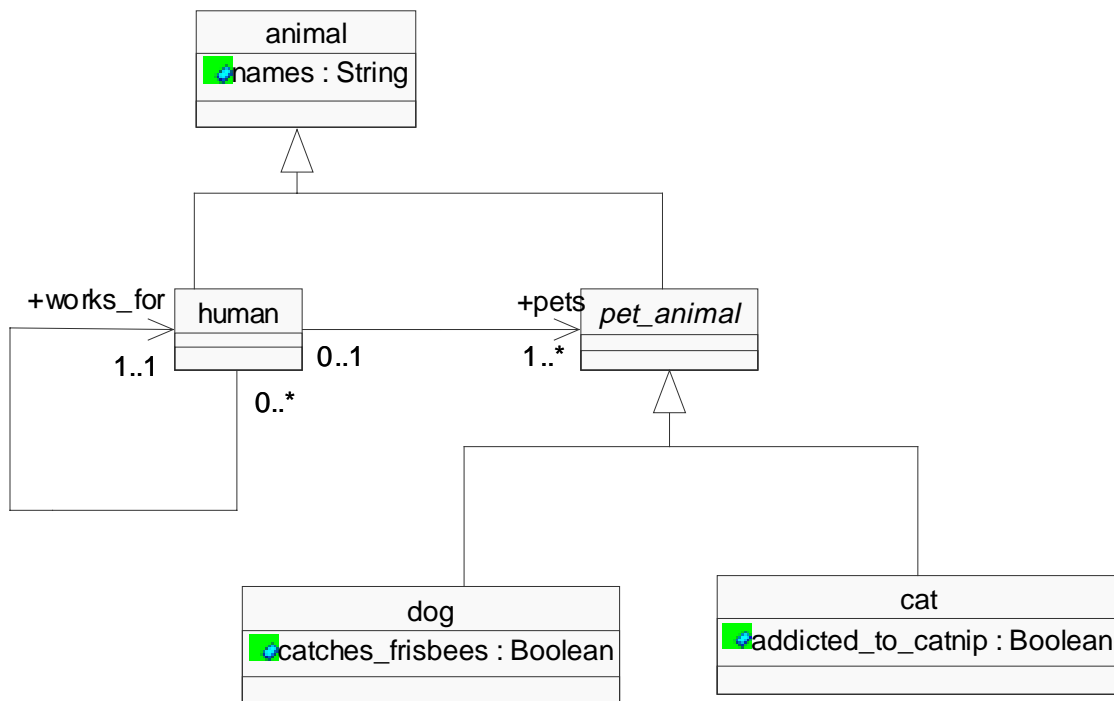 animal
names : String
+works_for
human
+pets
pet_animal
1..1
0..1
1..*
0..*
dog
catches_frisbees : Boolean
cat
addicted_to_catnip : Boolean